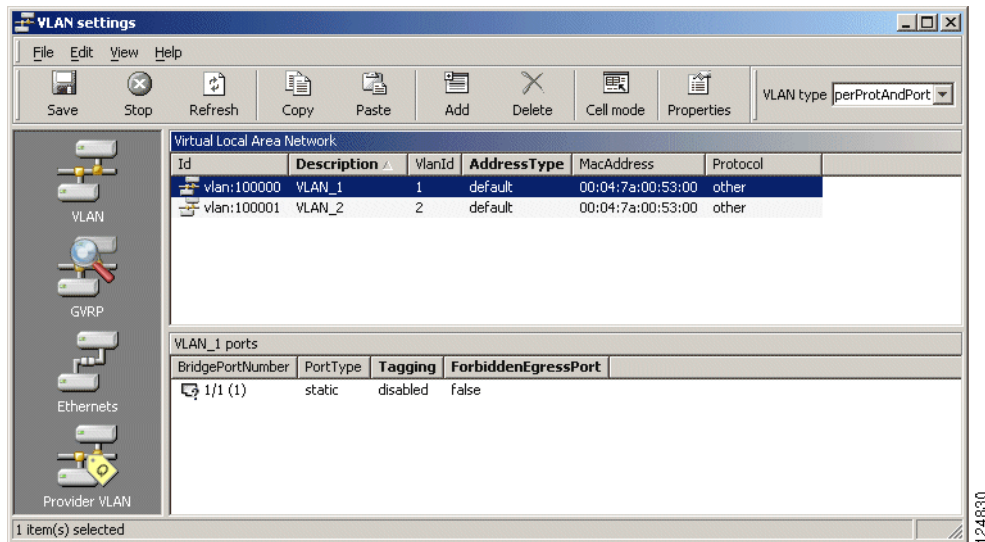 VLAN settings
File Edit View Help
Save Stop Refresh Copy Paste Add Delete Cell mode Properties VLAN type perProtAndPort
Virtual Local Area Network
Id Description VlanId AddressType MacAddress Protocol
vlan:100000 VLAN_1 1 default 00:04:7a:00:53:00 other
vlan:100001 VLAN_2 2 default 00:04:7a:00:53:00 other
VLAN
GVRP
Ethernets
Provider VLAN
VLAN_1 ports
BridgePortNumber PortType Tagging ForbiddenEgressPort
1/1 (1) static disabled false
1 item(s) selected
124830